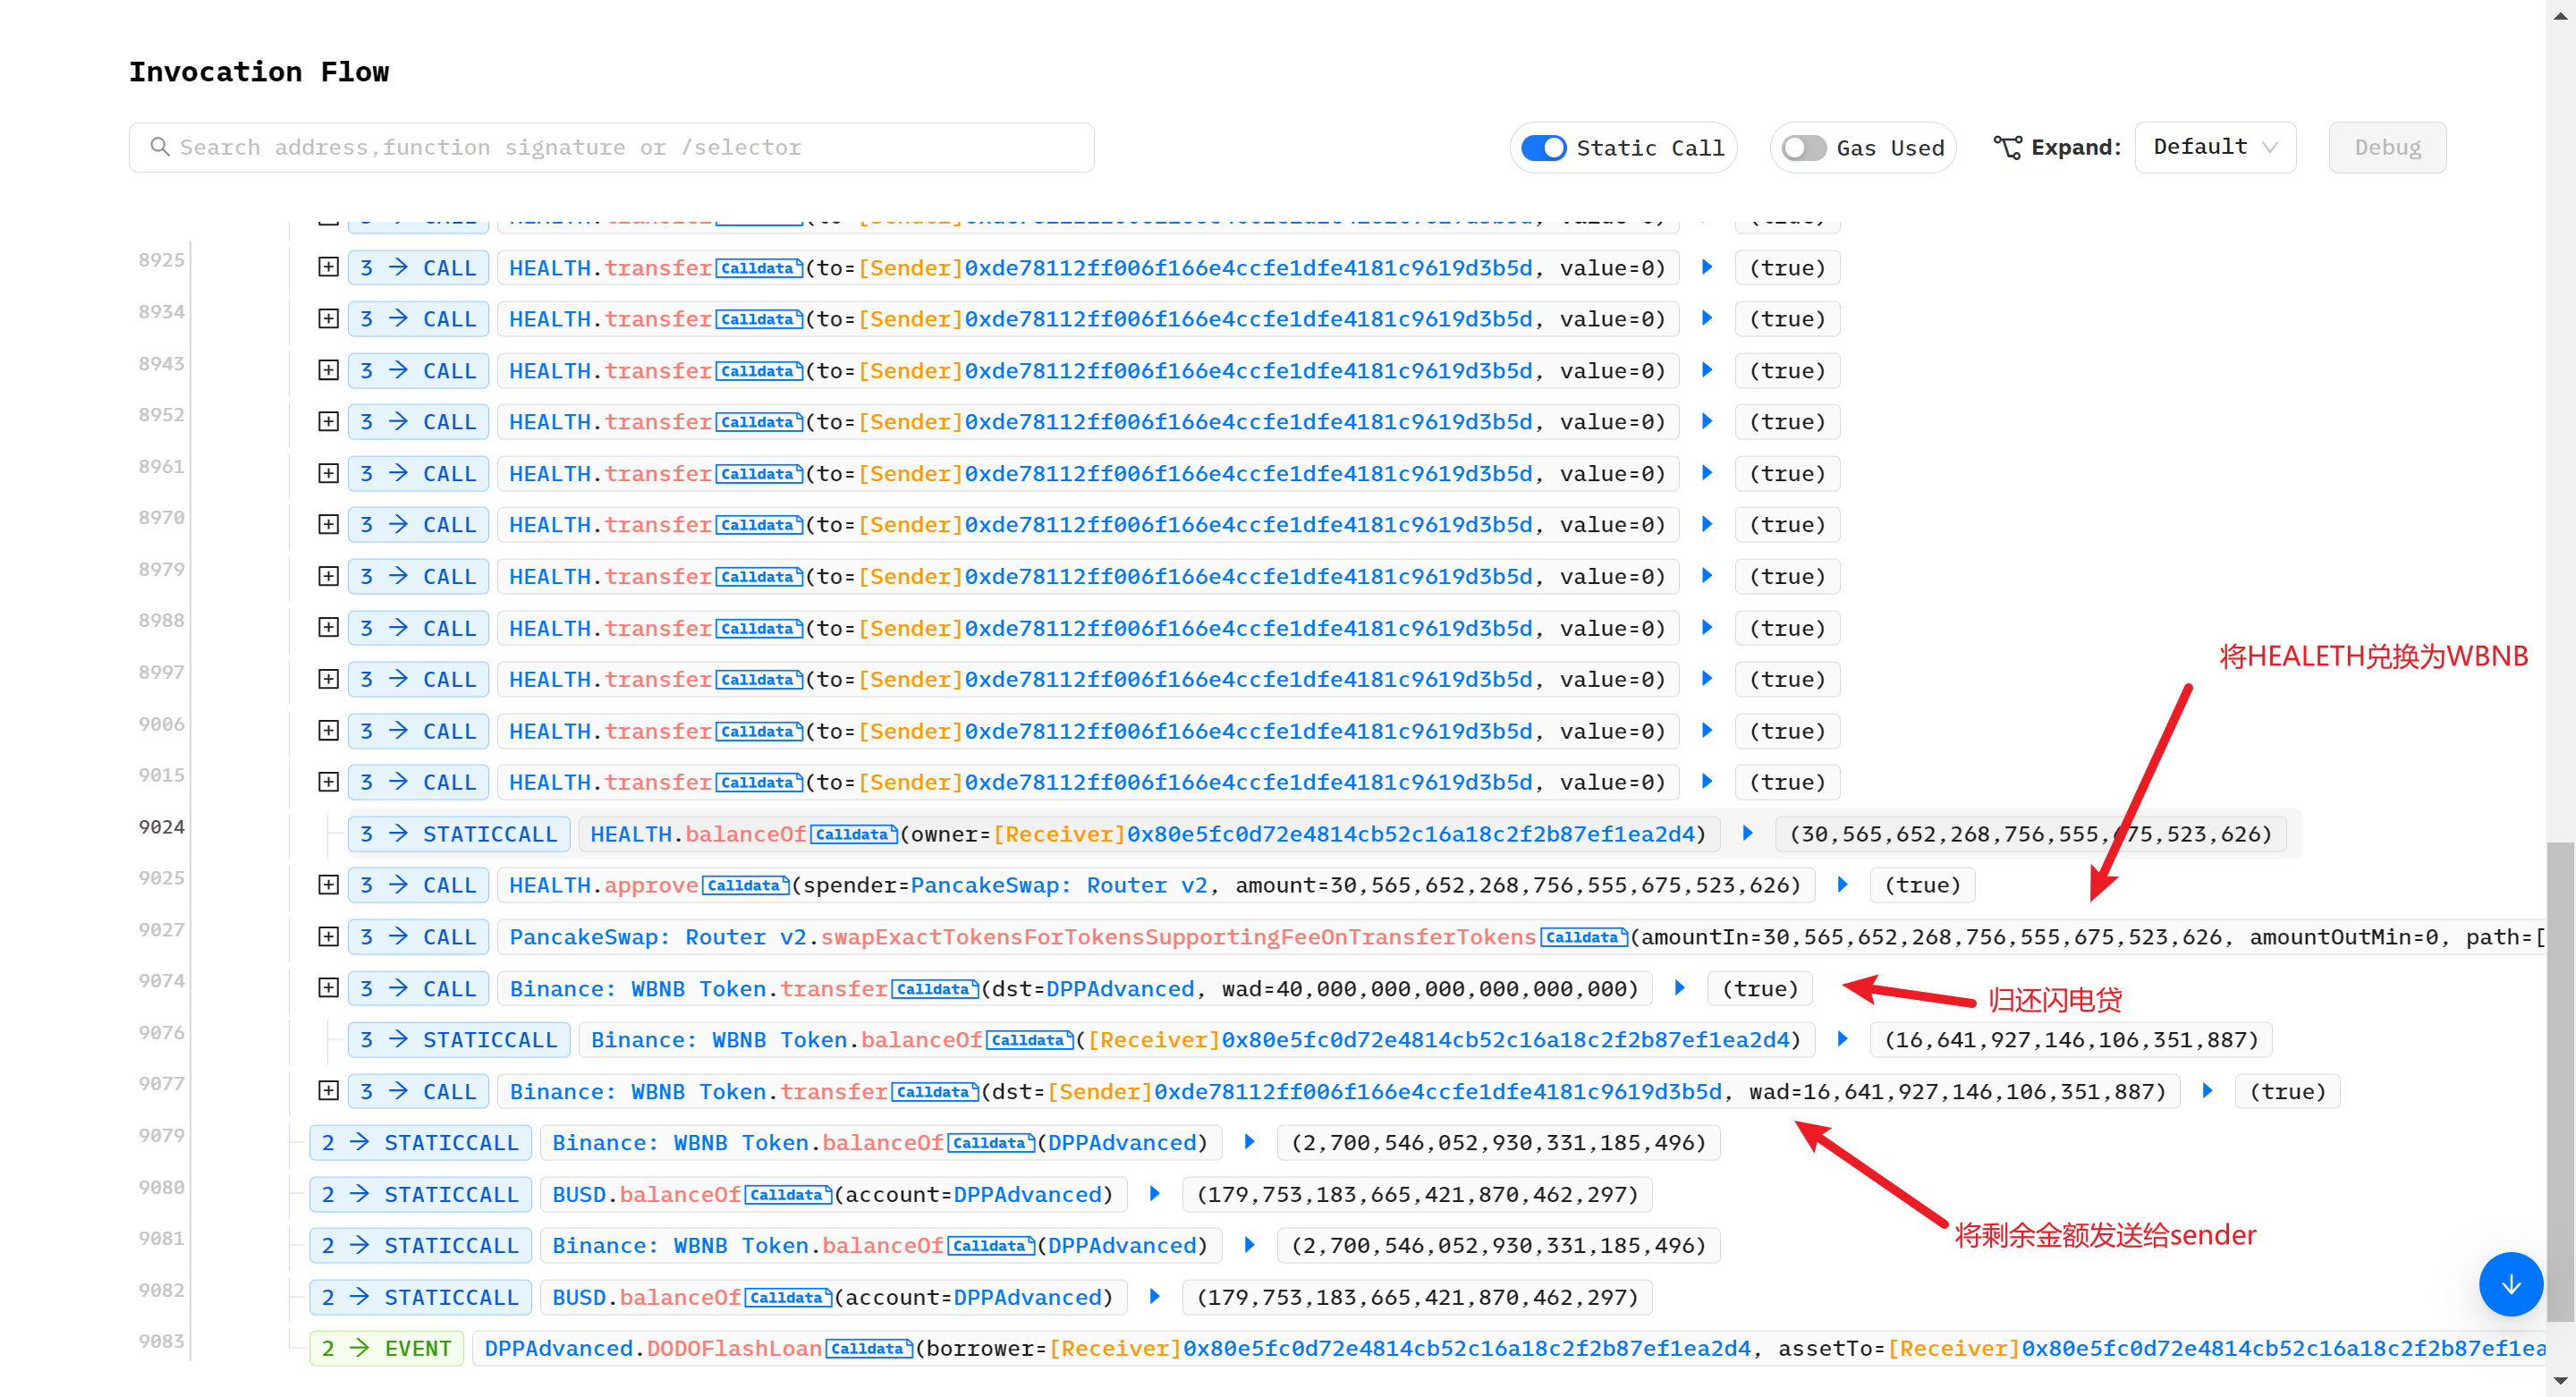 Invocation Flow
Search address,function signature or /selector
Static Call
Gas Used
Expand:
Default
Debug
8925 3 → CALL HEALTH.transfer Calldata (to=[Sender]0xde78112ff006f166e4ccfe1dfe4181c9619d3b5d, value=0) (true)
8934 3 → CALL HEALTH.transfer Calldata (to=[Sender]0xde78112ff006f166e4ccfe1dfe4181c9619d3b5d, value=0) (true)
8943 3 → CALL HEALTH.transfer Calldata (to=[Sender]0xde78112ff006f166e4ccfe1dfe4181c9619d3b5d, value=0) (true)
8952 3 → CALL HEALTH.transfer Calldata (to=[Sender]0xde78112ff006f166e4ccfe1dfe4181c9619d3b5d, value=0) (true)
8961 3 → CALL HEALTH.transfer Calldata (to=[Sender]0xde78112ff006f166e4ccfe1dfe4181c9619d3b5d, value=0) (true)
8970 3 → CALL HEALTH.transfer Calldata (to=[Sender]0xde78112ff006f166e4ccfe1dfe4181c9619d3b5d, value=0) (true)
8979 3 → CALL HEALTH.transfer Calldata (to=[Sender]0xde78112ff006f166e4ccfe1dfe4181c9619d3b5d, value=0) (true)
8988 3 → CALL HEALTH.transfer Calldata (to=[Sender]0xde78112ff006f166e4ccfe1dfe4181c9619d3b5d, value=0) (true)
将HEALETH兑换为WBNB
8997 3 → CALL HEALTH.transfer Calldata (to=[Sender]0xde78112ff006f166e4ccfe1dfe4181c9619d3b5d, value=0) (true)
9006 3 → CALL HEALTH.transfer Calldata (to=[Sender]0xde78112ff006f166e4ccfe1dfe4181c9619d3b5d, value=0) (true)
9015 3 → CALL HEALTH.transfer Calldata (to=[Sender]0xde78112ff006f166e4ccfe1dfe4181c9619d3b5d, value=0) (true)
9024 3 → STATICCALL HEALTH.balanceOf Calldata (owner=[Receiver]0x80e5fc0d72e4814cb52c16a18c2f2b87ef1ea2d4) (30,565,652,268,756,555,675,523,626)
9025 3 → CALL HEALTH.approve Calldata (spender=PancakeSwap: Router v2, amount=30,565,652,268,756,555,675,523,626) (true)
9027 3 → CALL PancakeSwap: Router v2.swapExactTokensForTokensSupportingFeeOnTransferTokens Calldata (amountIn=30,565,652,268,756,555,675,523,626, amountOutMin=0, path=[
9074 3 → CALL Binance: WBNB Token.transfer Calldata (dst=DPPAdvanced, wad=40,000,000,000,000,000,000) (true)
归还闪电贷
9076 3 → STATICCALL Binance: WBNB Token.balanceOf Calldata ([Receiver]0x80e5fc0d72e4814cb52c16a18c2f2b87ef1ea2d4) (16,641,927,146,106,351,887)
9077 3 → CALL Binance: WBNB Token.transfer Calldata (dst=[Sender]0xde78112ff006f166e4ccfe1dfe4181c9619d3b5d, wad=16,641,927,146,106,351,887) (true)
9079 2 → STATICCALL Binance: WBNB Token.balanceOf Calldata (DPPAdvanced) (2,700,546,052,930,331,185,496)
9080 2 → STATICCALL BUSD.balanceOf Calldata (account=DPPAdvanced) (179,753,183,665,421,870,462,297)
将剩余金额发送给sender
9081 2 → STATICCALL Binance: WBNB Token.balanceOf Calldata (DPPAdvanced) (2,700,546,052,930,331,185,496)
9082 2 → STATICCALL BUSD.balanceOf Calldata (account=DPPAdvanced) (179,753,183,665,421,870,462,297)
9083 2 → EVENT DPPAdvanced.DODOFlashLoan Calldata (borrower=[Receiver]0x80e5fc0d72e4814cb52c16a18c2f2b87ef1ea2d4, assetTo=[Receiver]0x80e5fc0d72e4814cb52c16a18c2f2b87ef1ea